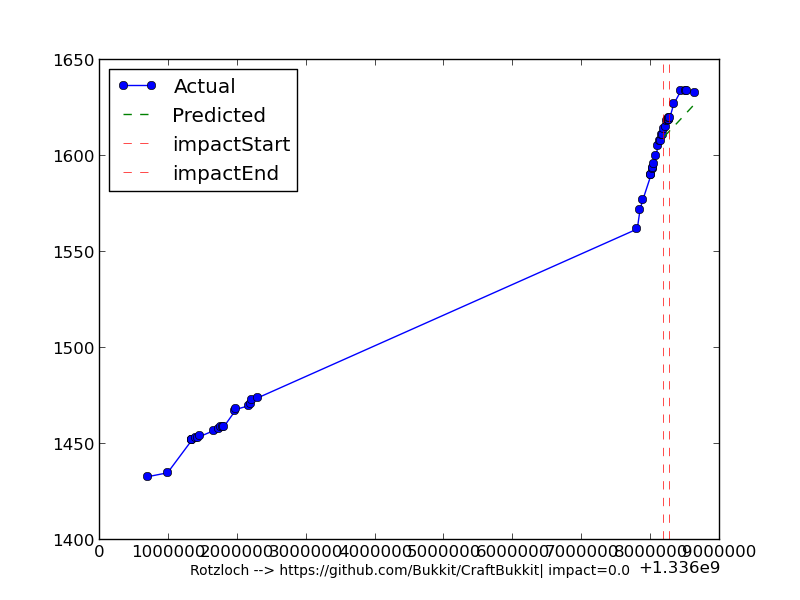 1650
1600
1550
1500
1450
1400
Actual
Predicted
impactStart
impactEnd
0 1000000 2000000 3000000 4000000 5000000 6000000 7000000 8000000 9000000
+1.336e9
Rotzloch --> https://github.com/Bukkit/CraftBukkit| impact=0.0